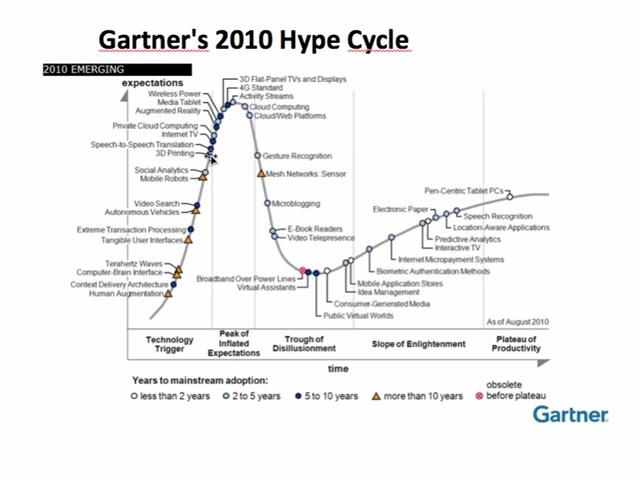 Gartner's 2010 Hype Cycle
2010 EMERGING
expectations
3D Flat-Panel TVs and Displays
4G Standard
Activity Streams
Wireless Power
Media Tablet
Augmented Reality
Cloud Computing
Cloud/Web Platforms
Private Cloud Computing
Internet TV
Speech-to-Speech Translation
3D Printing
Gesture Recognition
Social Analytics
Mobile Robots
Mesh Networks: Sensor
Pen-Centric Tablet PCs
Video Search
Autonomous Vehicles
Microblogging
Electronic Paper
Speech Recognition
Location-Aware Applications
Extreme Transaction Processing
Tangible User Interfaces
E-Book Readers
Video Telepresence
Predictive Analytics
Interactive TV
Internet Micropayment Systems
Terahertz Waves
Computer-Brain Interface
Biometric Authentication Methods
Context Delivery Architecture
Human Augmentation
Broadband Over Power Lines
Virtual Assistants
Mobile Application Stores
Idea Management
Consumer-Generated Media
Public Virtual Worlds
As of August 2010
Technology
Trigger
Peak of
Inflated
Expectations
Trough of
Disillusionment
Slope of Enlightenment
Plateau of
Productivity
time
Years to mainstream adoption:
less than 2 years
2 to 5 years
5 to 10 years
more than 10 years
obsolete
before plateau
Gartner